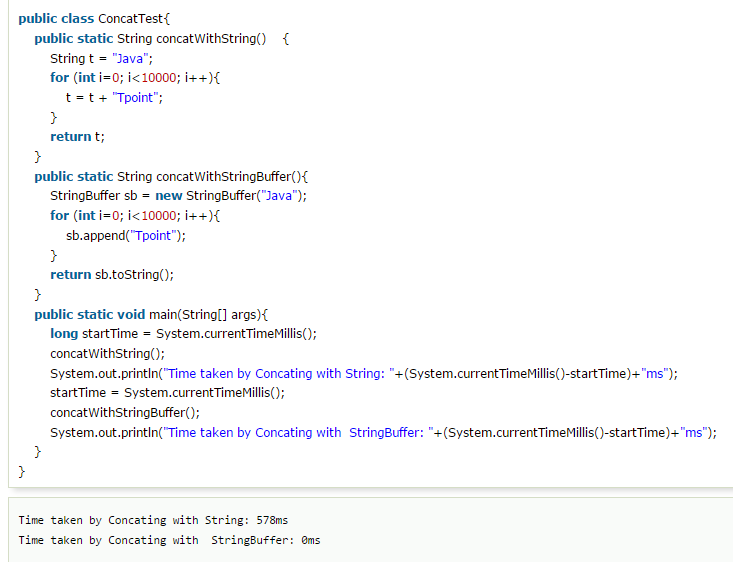 public class ConcatTest{
public static String concatWithString() {
String t = "Java";
for (int i=0; i<10000; i++){
t = t + "Tpoint";
}
return t;
}
public static String concatWithStringBuffer(){
StringBuffer sb = new StringBuffer("Java");
for (int i=0; i<10000; i++){
sb.append("Tpoint");
}
return sb.toString();
}
public static void main(String[] args){
long startTime = System.currentTimeMillis();
concatWithString();
System.out.println("Time taken by Concating with String: "+(System.currentTimeMillis()-startTime)+"ms");
startTime = System.currentTimeMillis();
concatWithStringBuffer();
System.out.println("Time taken by Concating with  StringBuffer: "+(System.currentTimeMillis()-startTime)+"ms");
}
}
Time taken by Concating with String: 578ms
Time taken by Concating with  StringBuffer: 0ms